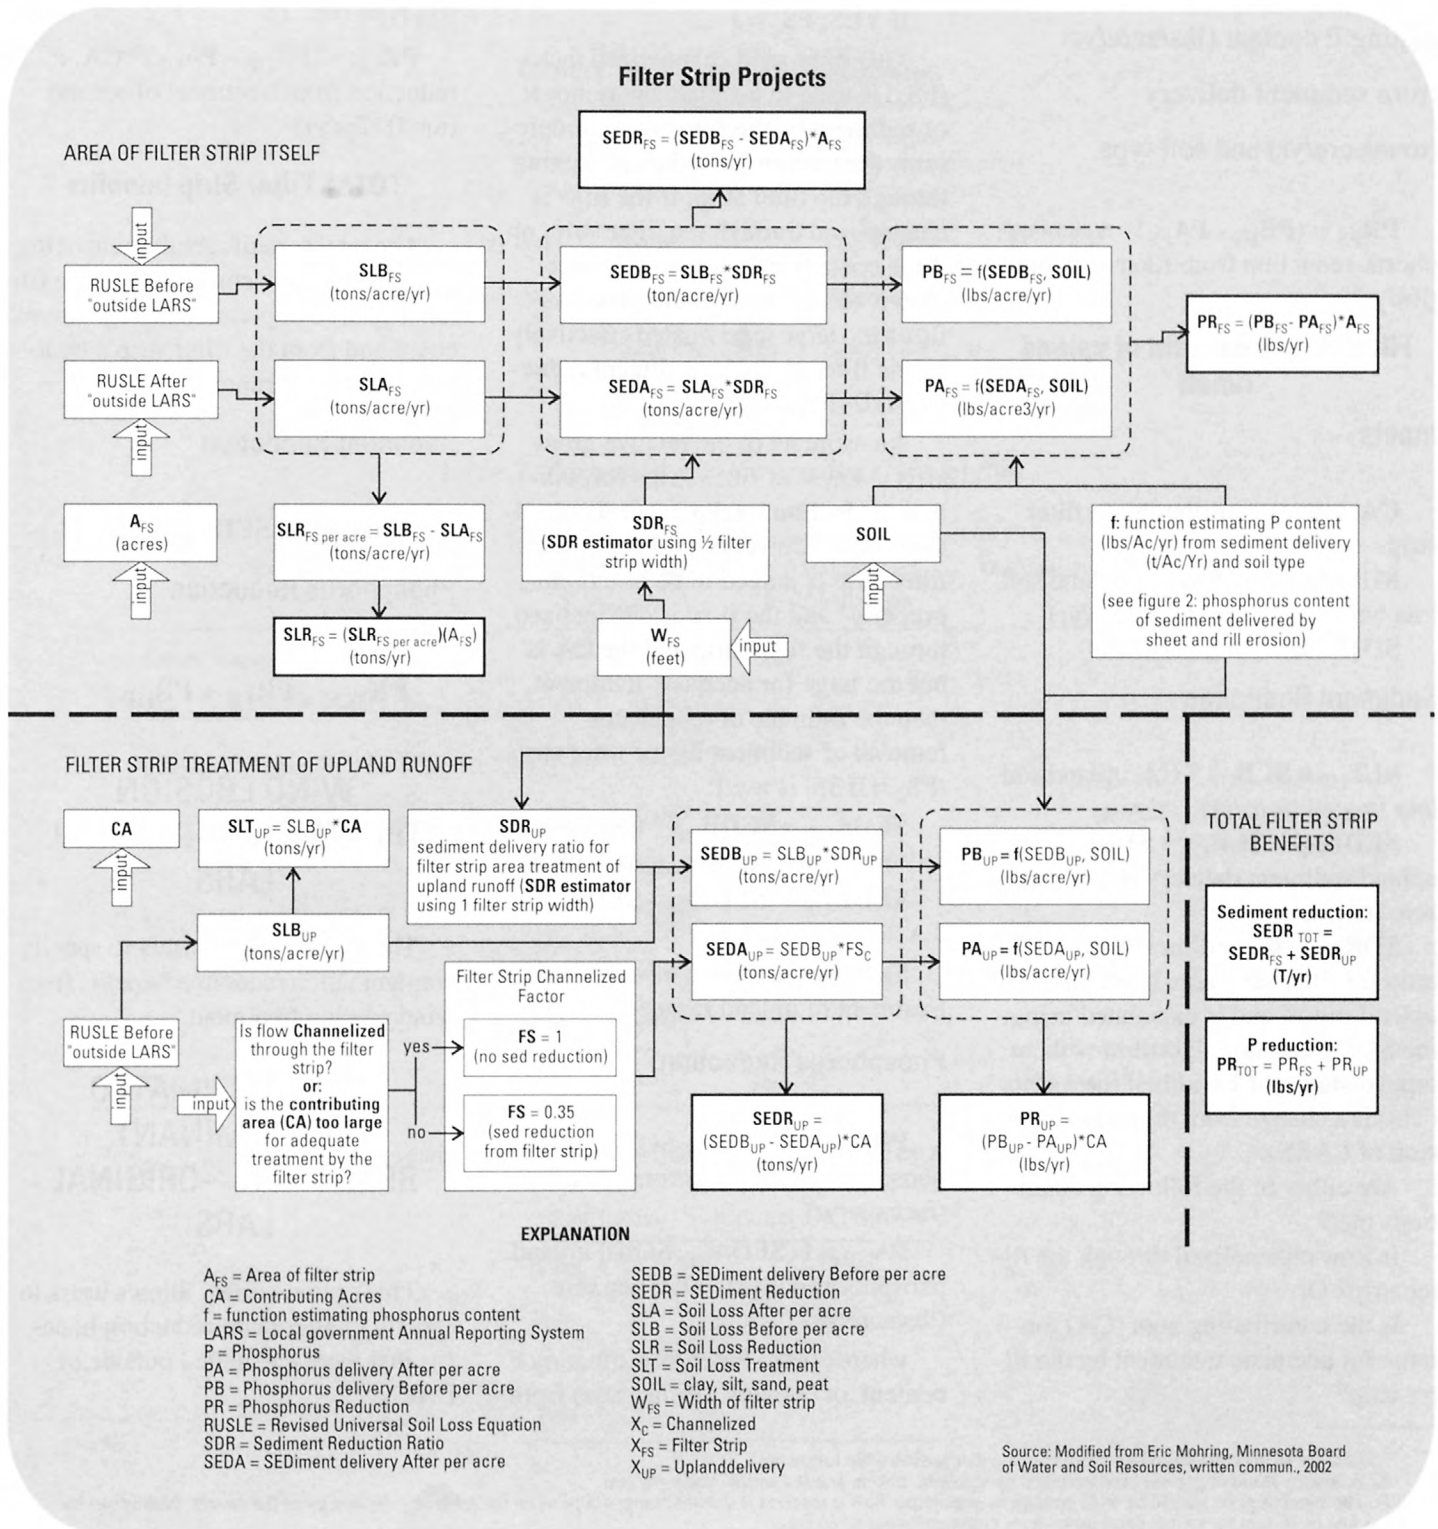 Filter Strip Projects
SEDR_FS = (SEDB_FS - SEDA_FS)*A_FS
(tons/yr)
AREA OF FILTER STRIP ITSELF
input
RUSLE Before
"outside LARS"
SLB_FS
(tons/acre/yr)
SEDB_FS = SLB_FS*SDR_FS
(ton/acre/yr)
PB_FS = f(SEDB_FS, SOIL)
(lbs/acre/yr)
PR_FS = (PB_FS- PA_FS)*A_FS
(lbs/yr)
RUSLE After
"outside LARS"
SLA_FS
(tons/acre/yr)
SEDA_FS = SLA_FS*SDR_FS
(tons/acre/yr)
PA_FS = f(SEDA_FS, SOIL)
(lbs/acre3/yr)
input
A_FS
(acres)
input
SLR_FS per acre = SLB_FS - SLA_FS
(tons/acre/yr)
SDR_FS
(SDR estimator using ½ filter
strip width)
SOIL
input
f: function estimating P content
(lbs/Ac/yr) from sediment delivery
(t/Ac/Yr) and soil type
(see figure 2: phosphorus content
of sediment delivered by
sheet and rill erosion)
SLR_FS = (SLR_FS per acre)(A_FS)
(tons/yr)
W_FS
(feet)
input
FILTER STRIP TREATMENT OF UPLAND RUNOFF
CA
input
SLT_UP = SLB_UP*CA
(tons/yr)
SDR_UP
sediment delivery ratio for
filter strip area treatment of
upland runoff (SDR estimator
using 1 filter strip width)
SEDB_UP = SLB_UP*SDR_UP
(tons/acre/yr)
PB_UP = f(SEDB_UP, SOIL)
(lbs/acre/yr)
TOTAL FILTER STRIP
BENEFITS
SLB_UP
(tons/acre/yr)
SEDA_UP = SEDB_UP*FS_C
(tons/acre/yr)
PA_UP = f(SEDA_UP, SOIL)
(lbs/acre/yr)
Sediment reduction:
SEDR TOT =
SEDR_FS + SEDR_UP
(T/yr)
Filter Strip Channelized
Factor
RUSLE Before
"outside LARS"
input
input
Is flow Channelized
through the filter
strip?
or:
is the contributing
area (CA) too large
for adequate
treatment by the
filter strip?
yes
FS = 1
(no sed reduction)
no
FS = 0.35
(sed reduction
from filter strip)
P reduction:
PR_TOT = PR_FS + PR_UP
(lbs/yr)
SEDR_UP =
(SEDB_UP - SEDA_UP)*CA
(tons/yr)
PR_UP =
(PB_UP - PA_UP)*CA
(lbs/yr)
EXPLANATION
A_FS = Area of filter strip
CA = Contributing Acres
f = function estimating phosphorus content
LARS = Local government Annual Reporting System
P = Phosphorus
PA = Phosphorus delivery After per acre
PB = Phosphorus delivery Before per acre
PR = Phosphorus Reduction
RUSLE = Revised Universal Soil Loss Equation
SDR = Sediment Reduction Ratio
SEDA = SEDiment delivery After per acre
SEDB = SEDiment delivery Before per acre
SEDR = SEDiment Reduction
SLA = Soil Loss After per acre
SLB = Soil Loss Before per acre
SLR = Soil Loss Reduction
SLT = Soil Loss Treatment
SOIL = clay, silt, sand, peat
W_FS = Width of filter strip
X_C = Channelized
X_FS = Filter Strip
X_UP = Uplanddelivery
Source: Modified from Eric Mohring, Minnesota Board
of Water and Soil Resources, written commun., 2002